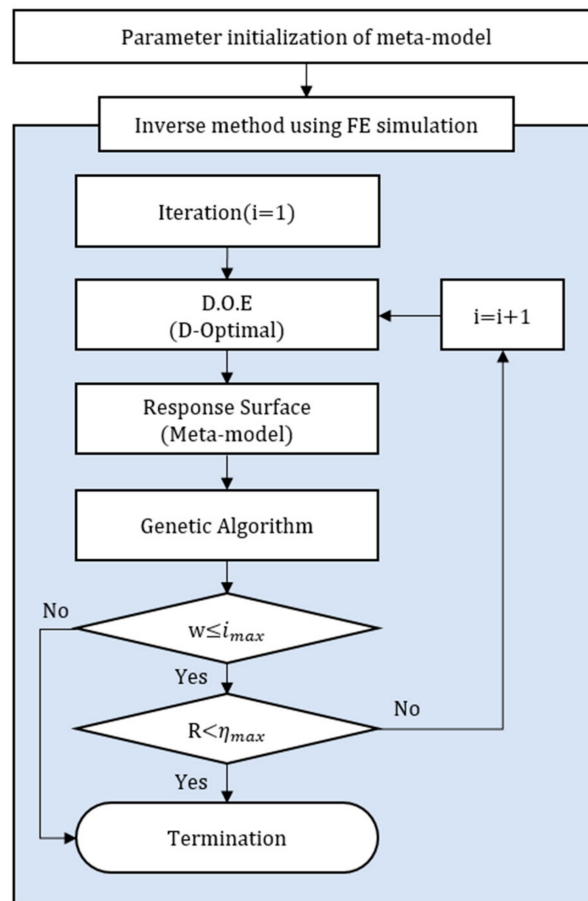 Parameter initialization of meta-model
Inverse method using FE simulation
Iteration(i=1)
D.O.E
(D-Optimal)
i=i+1
Response Surface
(Meta-model)
Genetic Algorithm
No
w≤i_max
Yes
No
R<η_max
Yes
Termination